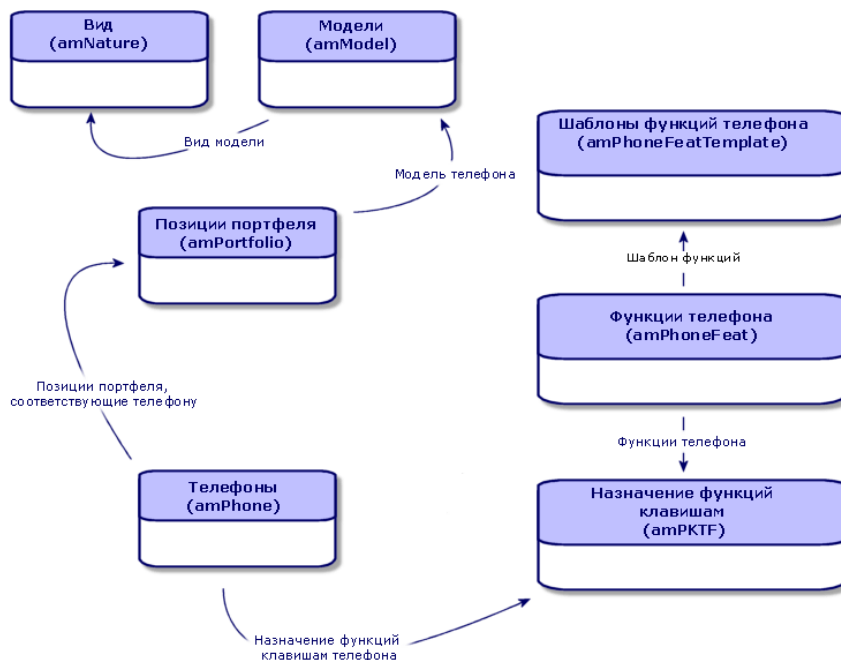 Вид
(amNature)
Модели
(amModel)
Вид модели
Модель телефона
Шаблоны функций телефона
(amPhoneFeatTemplate)
Позиции портфеля
(amPortfolio)
Шаблон функций
Функции телефона
(amPhoneFeat)
Позиции портфеля,
соответствующие телефону
Функции телефона
Телефоны
(amPhone)
Назначение функций
клавишам
(amPKTF)
Назначение функций
клавишам телефона